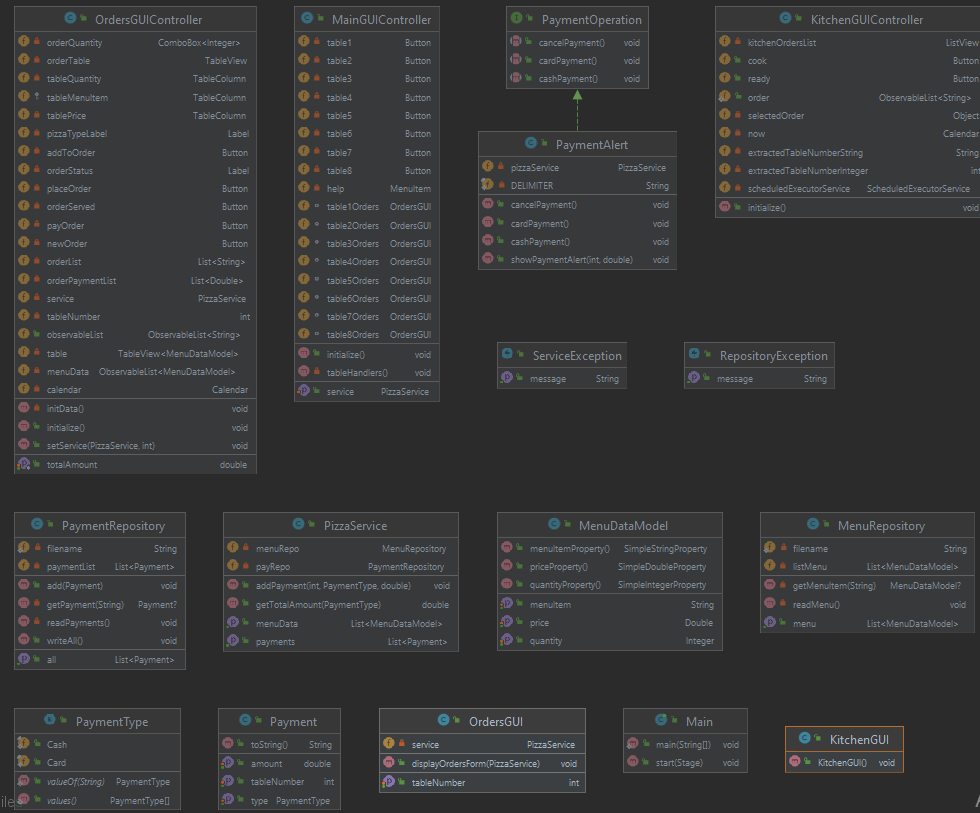 OrdersGUIController
orderQuantity ComboBox<Integer>
orderTable TableView
tableQuantity TableColumn
tableMenuItem TableColumn
tablePrice TableColumn
pizzaTypeLabel Label
addToOrder Button
orderStatus Label
placeOrder Button
orderServed Button
payOrder Button
newOrder Button
orderList List<String>
orderPaymentList List<Double>
service PizzaService
tableNumber int
observableList ObservableList<String>
table TableView<MenuDataModel>
menuData ObservableList<MenuDataModel>
calendar Calendar
initData() void
initialize() void
setService(PizzaService, int) void
totalAmount double
MainGUIController
table1 Button
table2 Button
table3 Button
table4 Button
table5 Button
table6 Button
table7 Button
table8 Button
help MenuItem
table1Orders OrdersGUI
table2Orders OrdersGUI
table3Orders OrdersGUI
table4Orders OrdersGUI
table5Orders OrdersGUI
table6Orders OrdersGUI
table7Orders OrdersGUI
table8Orders OrdersGUI
initialize() void
tableHandlers() void
service PizzaService
PaymentOperation
cancelPayment() void
cardPayment() void
cashPayment() void
PaymentAlert
pizzaService PizzaService
DELIMITER String
cancelPayment() void
cardPayment() void
cashPayment() void
showPaymentAlert(int, double) void
KitchenGUIController
kitchenOrdersList ListView
cook Button
ready Button
order ObservableList<String>
selectedOrder Object
now Calendar
extractedTableNumberString String
extractedTableNumberInteger int
scheduledExecutorService ScheduledExecutorService
initialize() void
ServiceException
message String
RepositoryException
message String
PaymentRepository
filename String
paymentList List<Payment>
add(Payment) void
getPayment(String) Payment?
readPayments() void
writeAll() void
all List<Payment>
PizzaService
menuRepo MenuRepository
payRepo PaymentRepository
addPayment(int, PaymentType, double) void
getTotalAmount(PaymentType) double
menuData List<MenuDataModel>
payments List<Payment>
MenuDataModel
menuItemProperty() SimpleStringProperty
priceProperty() SimpleDoubleProperty
quantityProperty() SimpleIntegerProperty
menuItem String
price Double
quantity Integer
MenuRepository
filename String
listMenu List<MenuDataModel>
getMenuItem(String) MenuDataModel?
readMenu() void
menu List<MenuDataModel>
PaymentType
Cash
Card
valueOf(String) PaymentType
values() PaymentType[]
Payment
toString() String
amount double
tableNumber int
type PaymentType
OrdersGUI
service PizzaService
displayOrdersForm(PizzaService) void
tableNumber int
Main
main(String[]) void
start(Stage) void
KitchenGUI
KitchenGUI() void